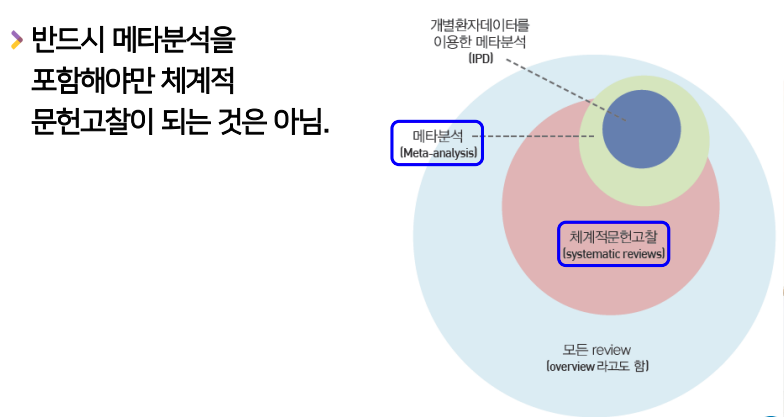 반드시 메타분석을
포함해야만 체계적
문헌고찰이 되는 것은 아님.
개별환자데이터를
이용한 메타분석
(IPD)
메타분석
(Meta-analysis)
체계적문헌고찰
(systematic reviews)
모든 review
(overview 라고도 함)